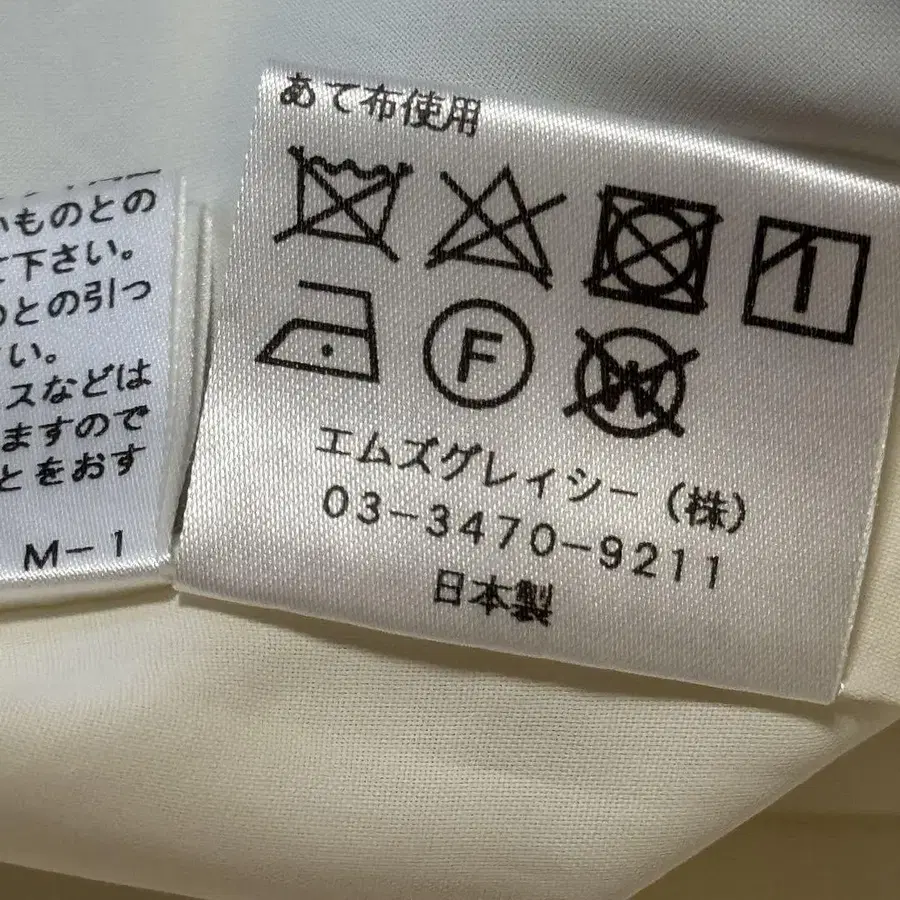 いものとの
て下さい。
のとの引っ
い。
スなどは
ますので
とをおす
M-1
あて布使用
F
W
エムズグレイシー（株）
03-3470-9211
日本製